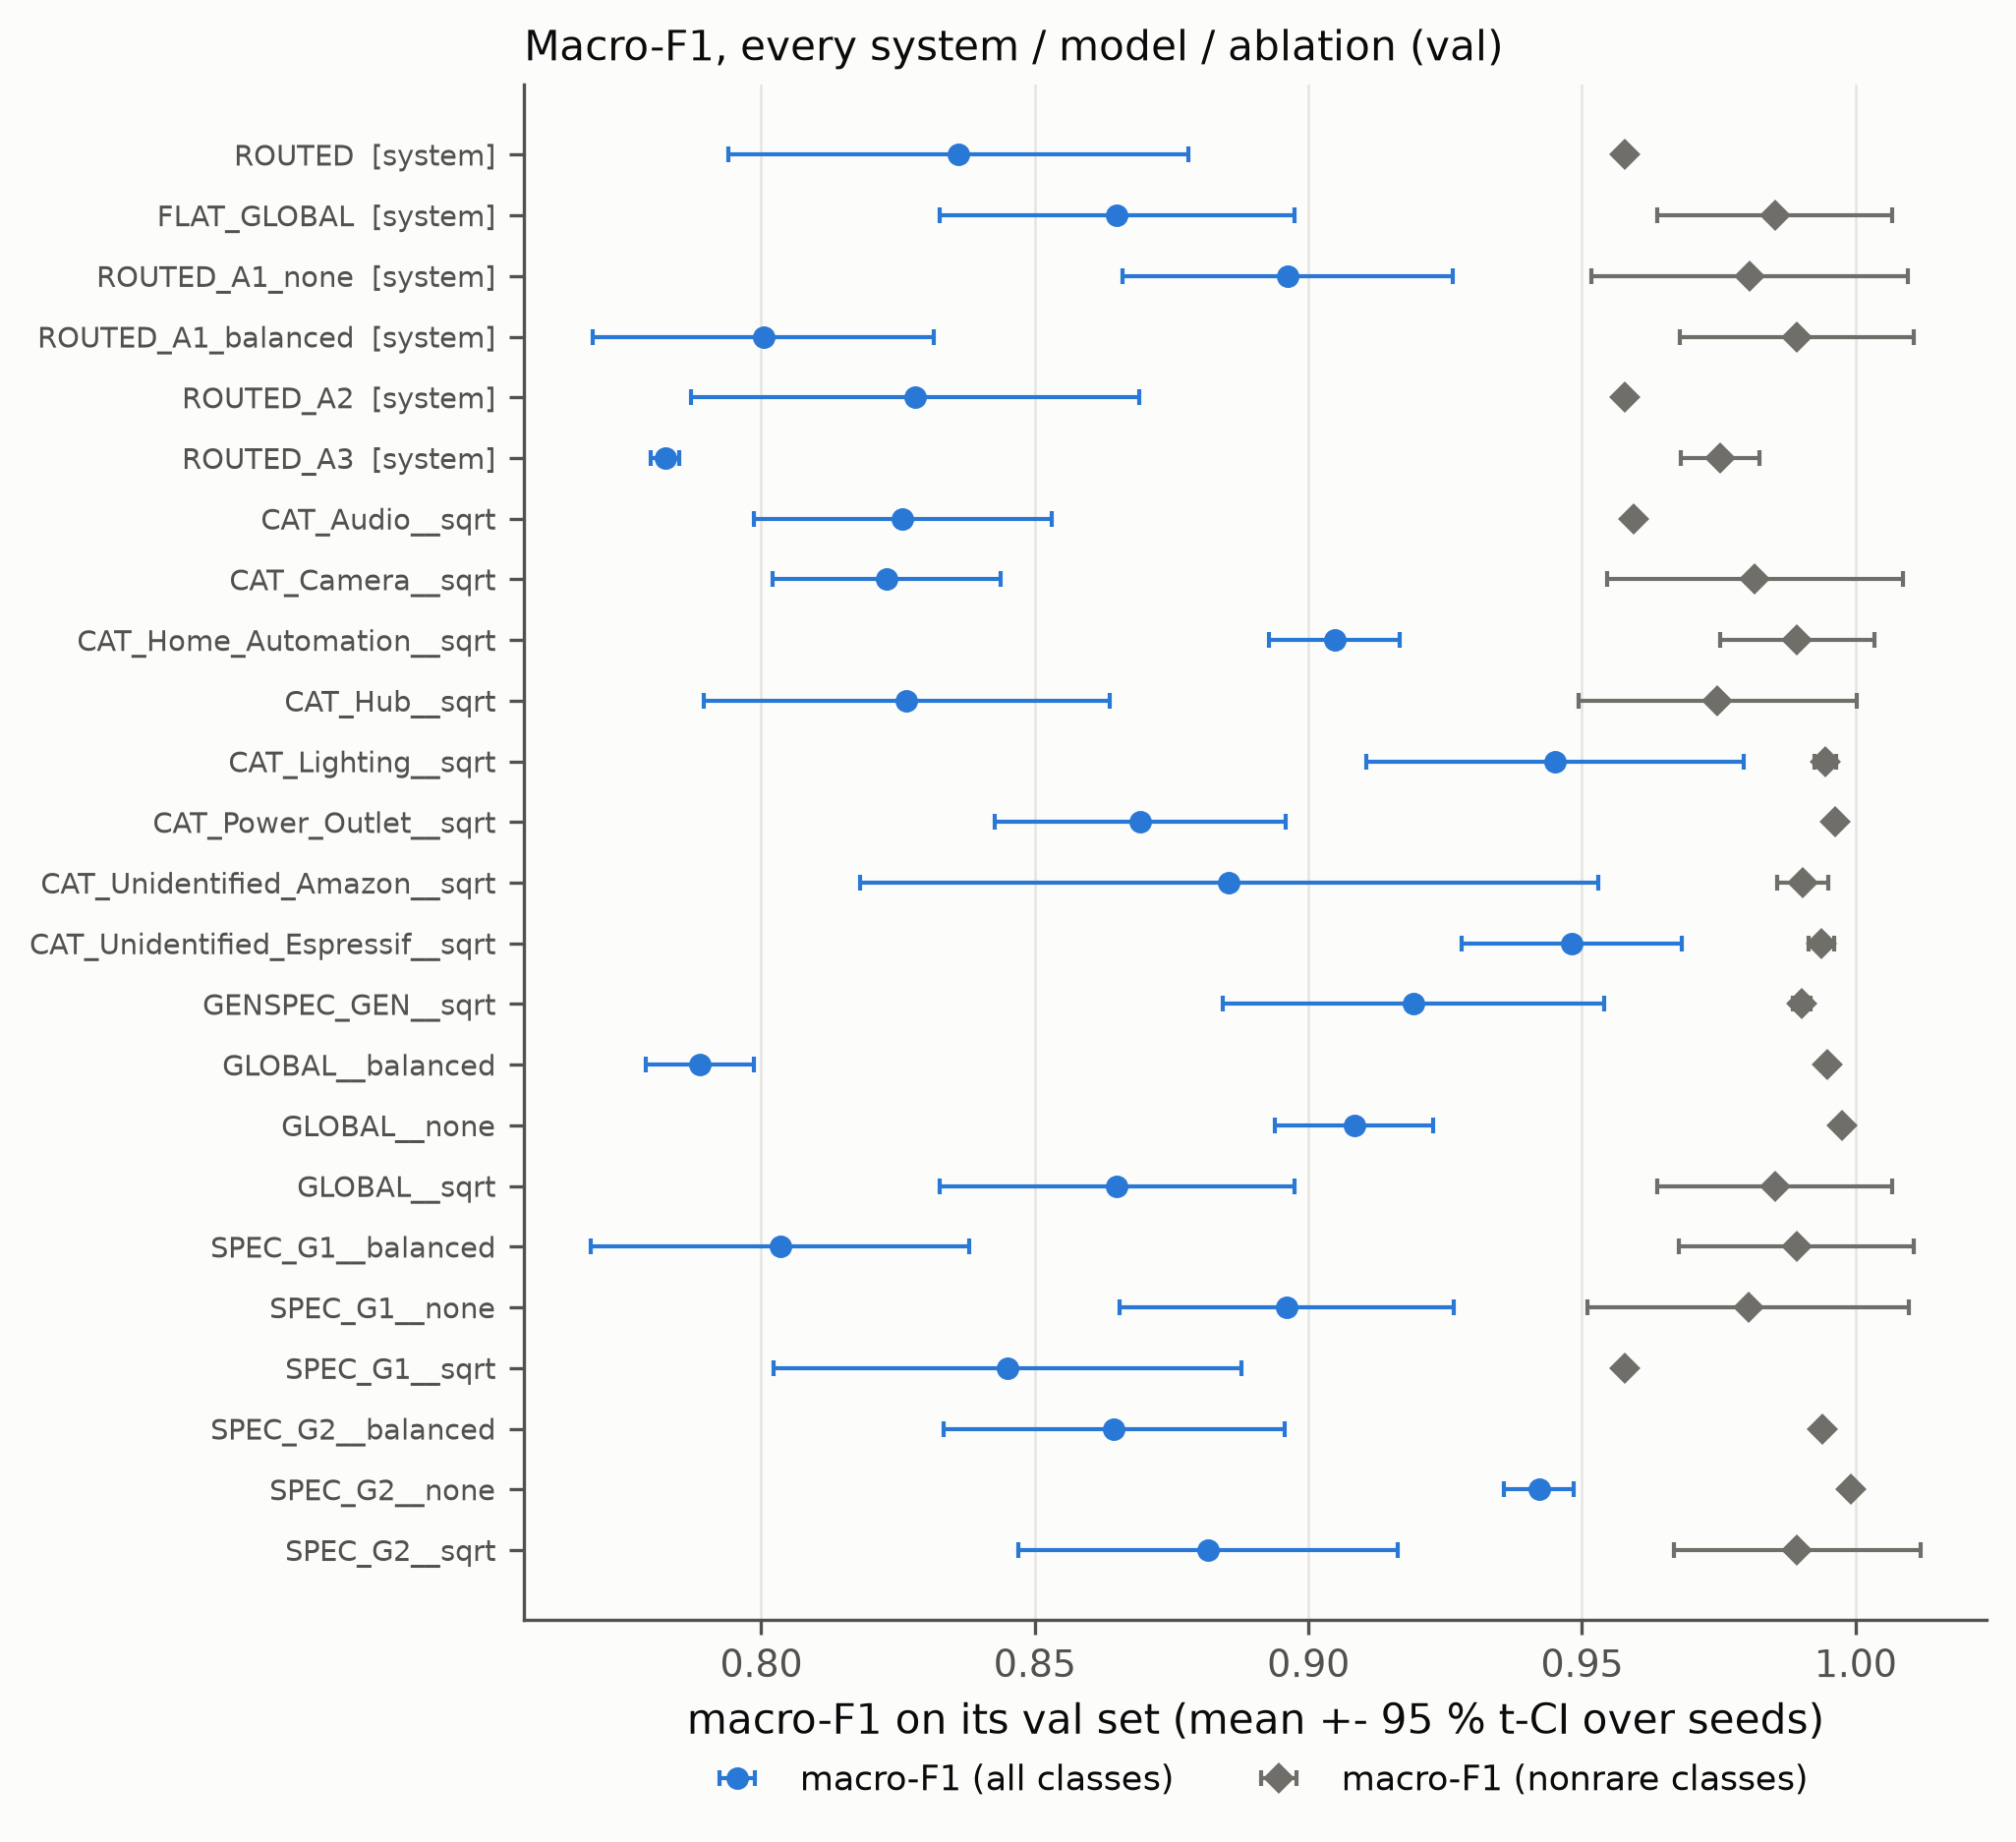 Macro-F1, every system / model / ablation (val)
ROUTED [system]
FLAT_GLOBAL [system]
ROUTED_A1_none [system]
ROUTED_A1_balanced [system]
ROUTED_A2 [system]
ROUTED_A3 [system]
CAT_Audio__sqrt
CAT_Camera__sqrt
CAT_Home_Automation__sqrt
CAT_Hub__sqrt
CAT_Lighting__sqrt
CAT_Power_Outlet__sqrt
CAT_Unidentified_Amazon__sqrt
CAT_Unidentified_Espressif__sqrt
GENSPEC_GEN__sqrt
GLOBAL__balanced
GLOBAL__none
GLOBAL__sqrt
SPEC_G1__balanced
SPEC_G1__none
SPEC_G1__sqrt
SPEC_G2__balanced
SPEC_G2__none
SPEC_G2__sqrt
0.80 0.85 0.90 0.95 1.00
macro-F1 on its val set (mean +- 95 % t-CI over seeds)
macro-F1 (all classes) macro-F1 (nonrare classes)